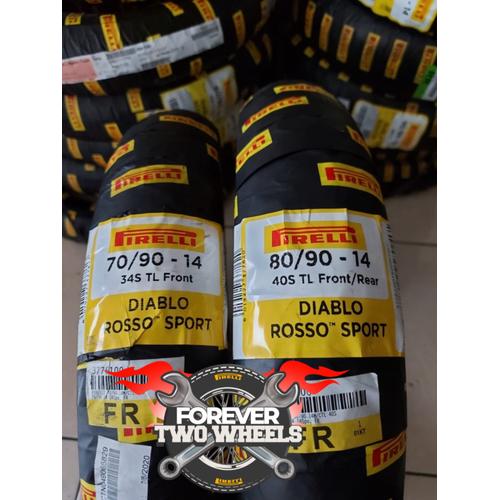 PIRELLI
PIRELLI
PIRELLI
70/90 - 14
34S TL Front
DIABLO
ROSSO™ SPORT
FR
PIRELLI
80/90 - 14
40S TL Front/Rear
DIABLO
ROSSO™ SPORT
FR
PIRELLI
FOREVER
TWO WHEELS
PIRELLI